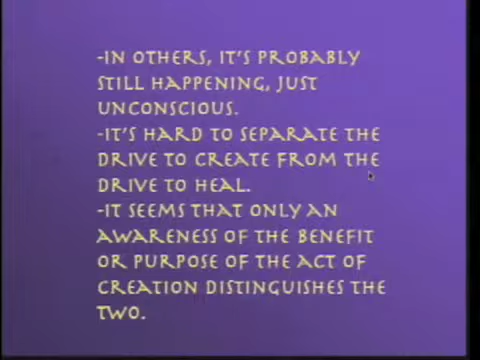 -IN OTHERS, IT'S PROBABLY
STILL HAPPENING, JUST
UNCONSCIOUS.
-IT'S HARD TO SEPARATE THE
DRIVE TO CREATE FROM THE
DRIVE TO HEAL.
-IT SEEMS THAT ONLY AN
AWARENESS OF THE BENEFIT
OR PURPOSE OF THE ACT OF
CREATION DISTINGUISHES THE
TWO.